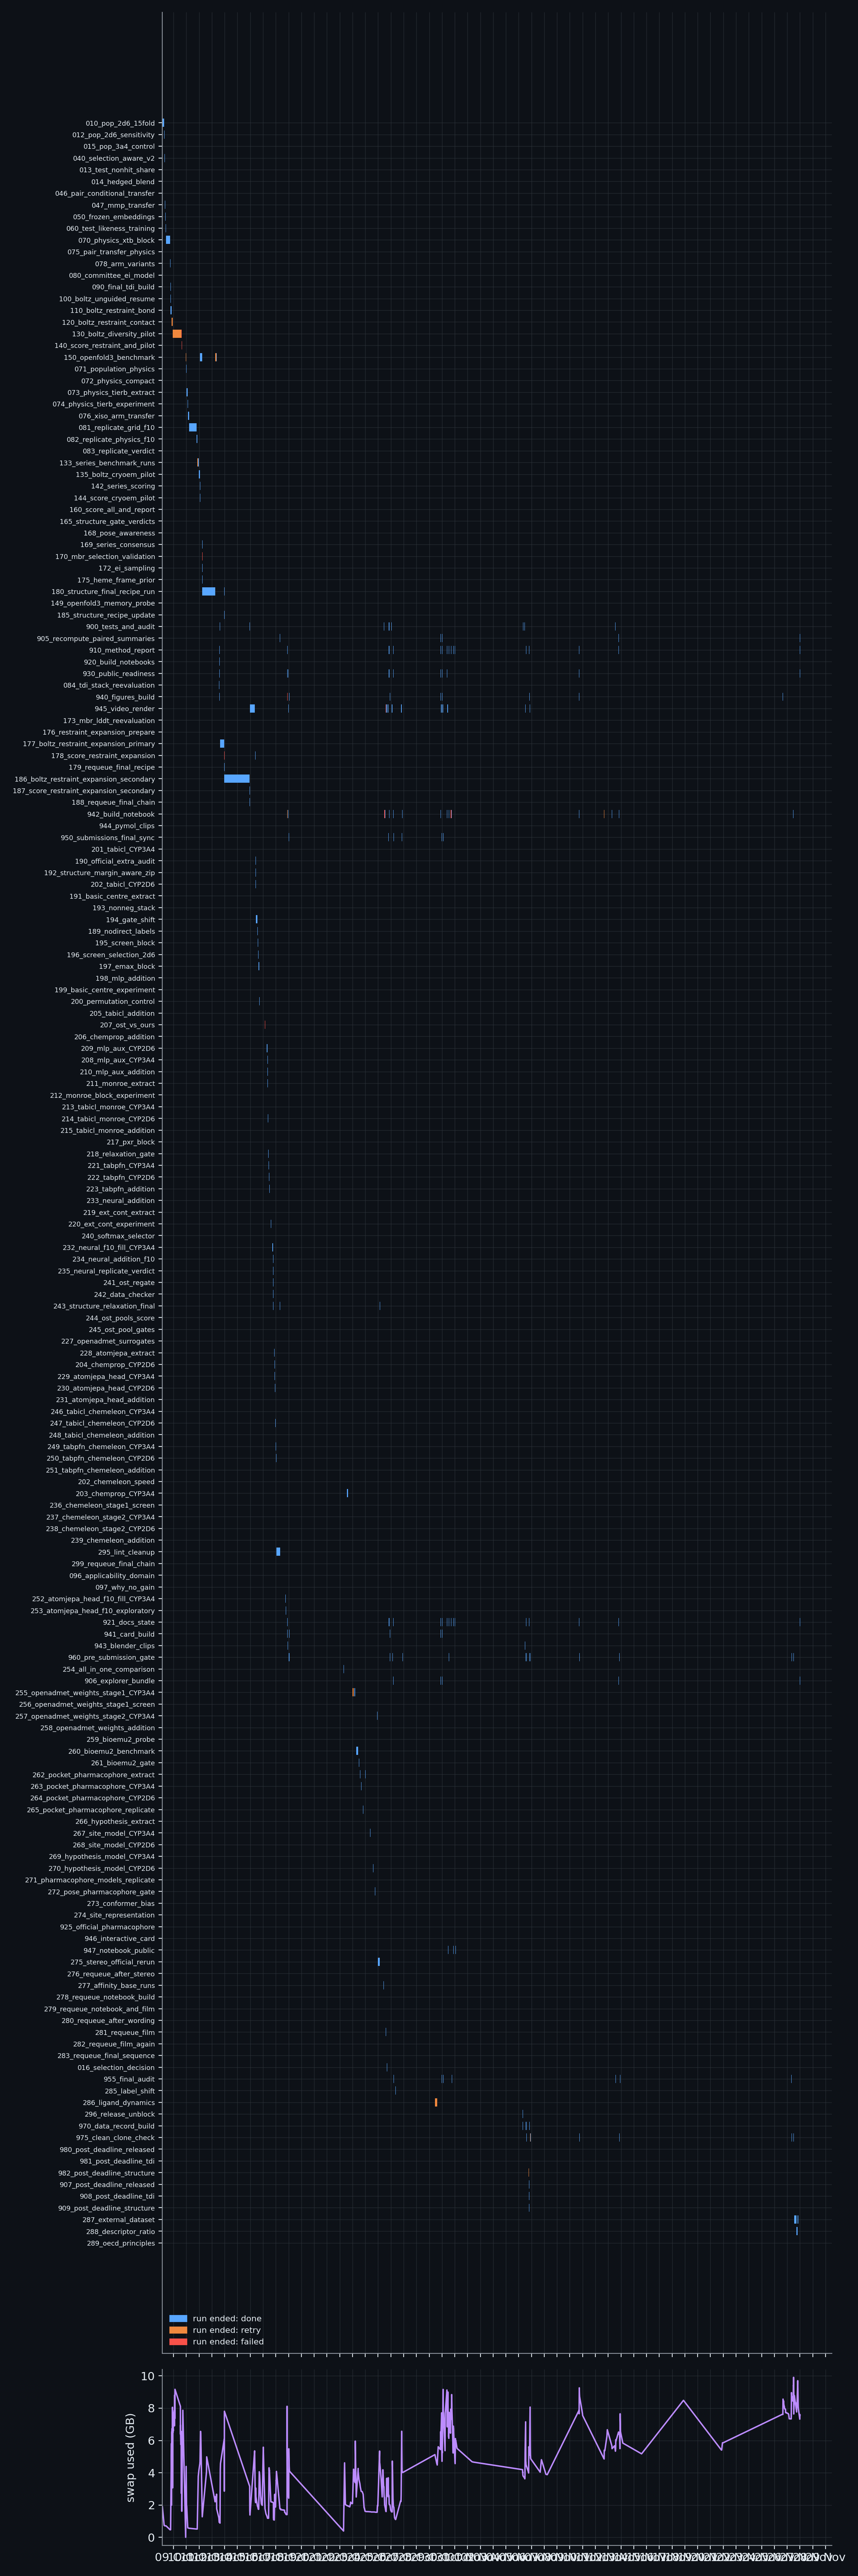 010_pop_2d6_15fold
012_pop_2d6_sensitivity
015_pop_3a4_control
040_selection_aware_v2
013_test_nonhit_share
014_hedged_blend
046_pair_conditional_transfer
047_mmp_transfer
050_frozen_embeddings
060_test_likeness_training
070_physics_xtb_block
075_pair_transfer_physics
078_arm_variants
080_committee_ei_model
090_final_tdi_build
100_boltz_unguided_resume
110_boltz_restraint_bond
120_boltz_restraint_contact
130_boltz_diversity_pilot
140_score_restraint_and_pilot
150_openfold3_benchmark
071_population_physics
072_physics_compact
073_physics_tierb_extract
074_physics_tierb_experiment
076_xiso_arm_transfer
081_replicate_grid_f10
082_replicate_physics_f10
083_replicate_verdict
133_series_benchmark_runs
135_boltz_cryoem_pilot
142_series_scoring
144_score_cryoem_pilot
160_score_all_and_report
165_structure_gate_verdicts
168_pose_awareness
169_series_consensus
170_mbr_selection_validation
172_ei_sampling
175_heme_frame_prior
180_structure_final_recipe_run
149_openfold3_memory_probe
185_structure_recipe_update
900_tests_and_audit
905_recompute_paired_summaries
910_method_report
920_build_notebooks
930_public_readiness
084_tdi_stack_reevaluation
940_figures_build
945_video_render
173_mbr_lddt_reevaluation
176_restraint_expansion_prepare
177_boltz_restraint_expansion_primary
178_score_restraint_expansion
179_requeue_final_recipe
186_boltz_restraint_expansion_secondary
187_score_restraint_expansion_secondary
188_requeue_final_chain
942_build_notebook
944_pymol_clips
950_submissions_final_sync
201_tabicl_CYP3A4
190_official_extra_audit
192_structure_margin_aware_zip
202_tabicl_CYP2D6
191_basic_centre_extract
193_nonneg_stack
194_gate_shift
189_nodirect_labels
195_screen_block
196_screen_selection_2d6
197_emax_block
198_mlp_addition
199_basic_centre_experiment
200_permutation_control
205_tabicl_addition
207_ost_vs_ours
206_chemprop_addition
209_mlp_aux_CYP2D6
208_mlp_aux_CYP3A4
210_mlp_aux_addition
211_monroe_extract
212_monroe_block_experiment
213_tabicl_monroe_CYP3A4
214_tabicl_monroe_CYP2D6
215_tabicl_monroe_addition
217_pxr_block
218_relaxation_gate
221_tabpfn_CYP3A4
222_tabpfn_CYP2D6
223_tabpfn_addition
233_neural_addition
219_ext_cont_extract
220_ext_cont_experiment
240_softmax_selector
232_neural_f10_fill_CYP3A4
234_neural_addition_f10
235_neural_replicate_verdict
241_ost_regate
242_data_checker
243_structure_relaxation_final
244_ost_pools_score
245_ost_pool_gates
227_openadmet_surrogates
228_atomjepa_extract
204_chemprop_CYP2D6
229_atomjepa_head_CYP3A4
230_atomjepa_head_CYP2D6
231_atomjepa_head_addition
246_tabicl_chemeleon_CYP3A4
247_tabicl_chemeleon_CYP2D6
248_tabicl_chemeleon_addition
249_tabpfn_chemeleon_CYP3A4
250_tabpfn_chemeleon_CYP2D6
251_tabpfn_chemeleon_addition
202_chemeleon_speed
203_chemprop_CYP3A4
236_chemeleon_stage1_screen
237_chemeleon_stage2_CYP3A4
238_chemeleon_stage2_CYP2D6
239_chemeleon_addition
295_lint_cleanup
299_requeue_final_chain
096_applicability_domain
097_why_no_gain
252_atomjepa_head_f10_fill_CYP3A4
253_atomjepa_head_f10_exploratory
921_docs_state
941_card_build
943_blender_clips
960_pre_submission_gate
254_all_in_one_comparison
906_explorer_bundle
255_openadmet_weights_stage1_CYP3A4
256_openadmet_weights_stage1_screen
257_openadmet_weights_stage2_CYP3A4
258_openadmet_weights_addition
259_bioemu2_probe
260_bioemu2_benchmark
261_bioemu2_gate
262_pocket_pharmacophore_extract
263_pocket_pharmacophore_CYP3A4
264_pocket_pharmacophore_CYP2D6
265_pocket_pharmacophore_replicate
266_hypothesis_extract
267_site_model_CYP3A4
268_site_model_CYP2D6
269_hypothesis_model_CYP3A4
270_hypothesis_model_CYP2D6
271_pharmacophore_models_replicate
272_pose_pharmacophore_gate
273_conformer_bias
274_site_representation
925_official_pharmacophore
946_interactive_card
947_notebook_public
275_stereo_official_rerun
276_requeue_after_stereo
277_affinity_base_runs
278_requeue_notebook_build
279_requeue_notebook_and_film
280_requeue_after_wording
281_requeue_film
282_requeue_film_again
283_requeue_final_sequence
016_selection_decision
955_final_audit
285_label_shift
286_ligand_dynamics
296_release_unblock
970_data_record_build
975_clean_clone_check
980_post_deadline_released
981_post_deadline_tdi
982_post_deadline_structure
907_post_deadline_released
908_post_deadline_tdi
909_post_deadline_structure
287_external_dataset
288_descriptor_ratio
289_oecd_principles
run ended: done
run ended: retry
run ended: failed
swap used (GB)
10
8
6
4
2
0